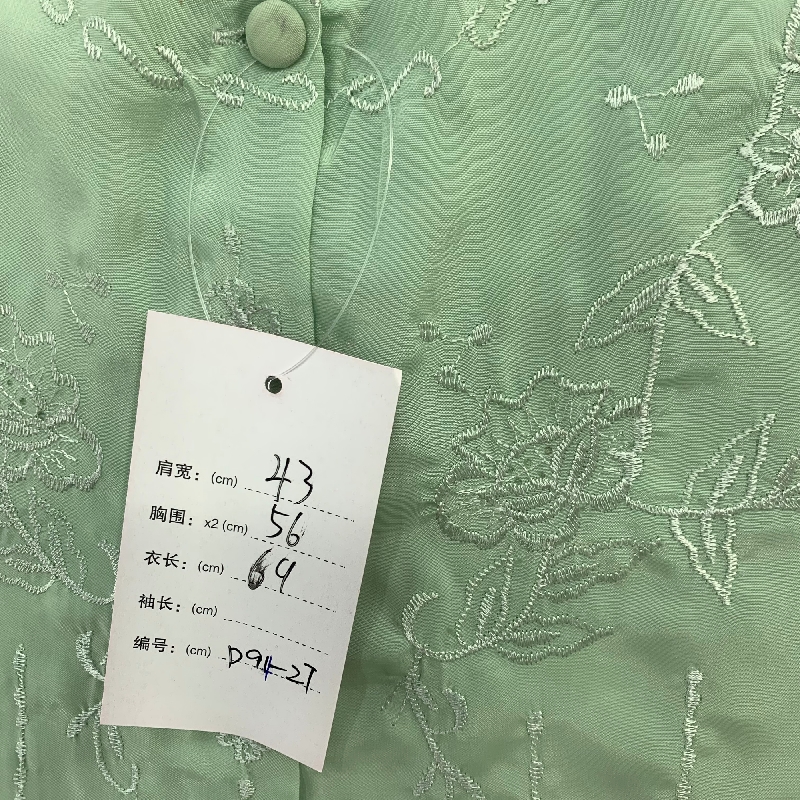 肩宽：(cm) 43
胸围：x2 (cm) 56
衣长：(cm) 64
袖长：(cm)
编号：(cm) D94-27